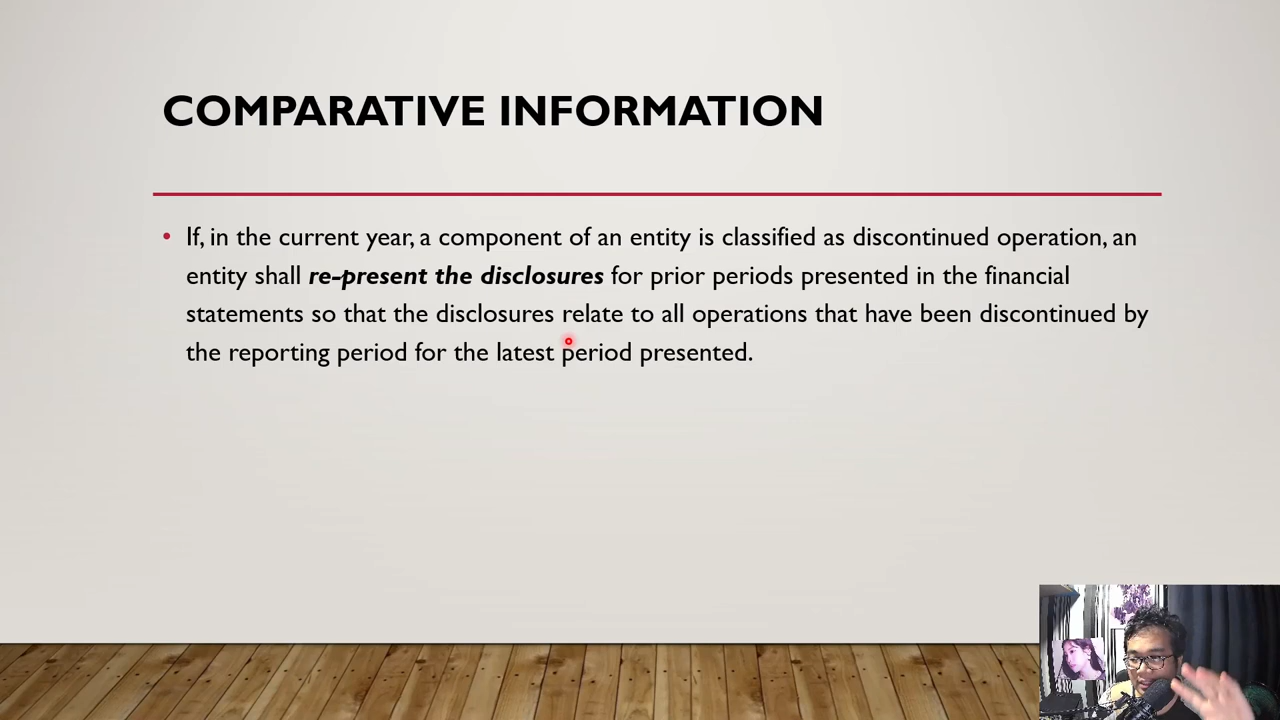 COMPARATIVE INFORMATION
• If, in the current year, a component of an entity is classified as discontinued operation, an
entity shall re-present the disclosures for prior periods presented in the financial
statements so that the disclosures relate to all operations that have been discontinued by
the reporting period for the latest period presented.